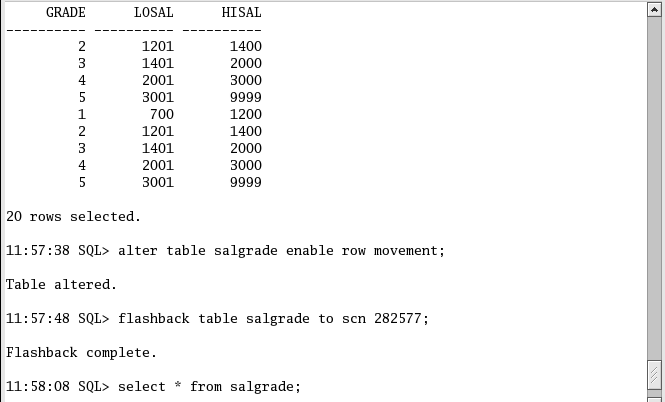 GRADE LOSAL HISAL
---------- ---------- ----------
2 1201 1400
3 1401 2000
4 2001 3000
5 3001 9999
1 700 1200
2 1201 1400
3 1401 2000
4 2001 3000
5 3001 9999
20 rows selected.
11:57:38 SQL> alter table salgrade enable row movement;
Table altered.
11:57:48 SQL> flashback table salgrade to scn 282577;
Flashback complete.
11:58:08 SQL> select * from salgrade;